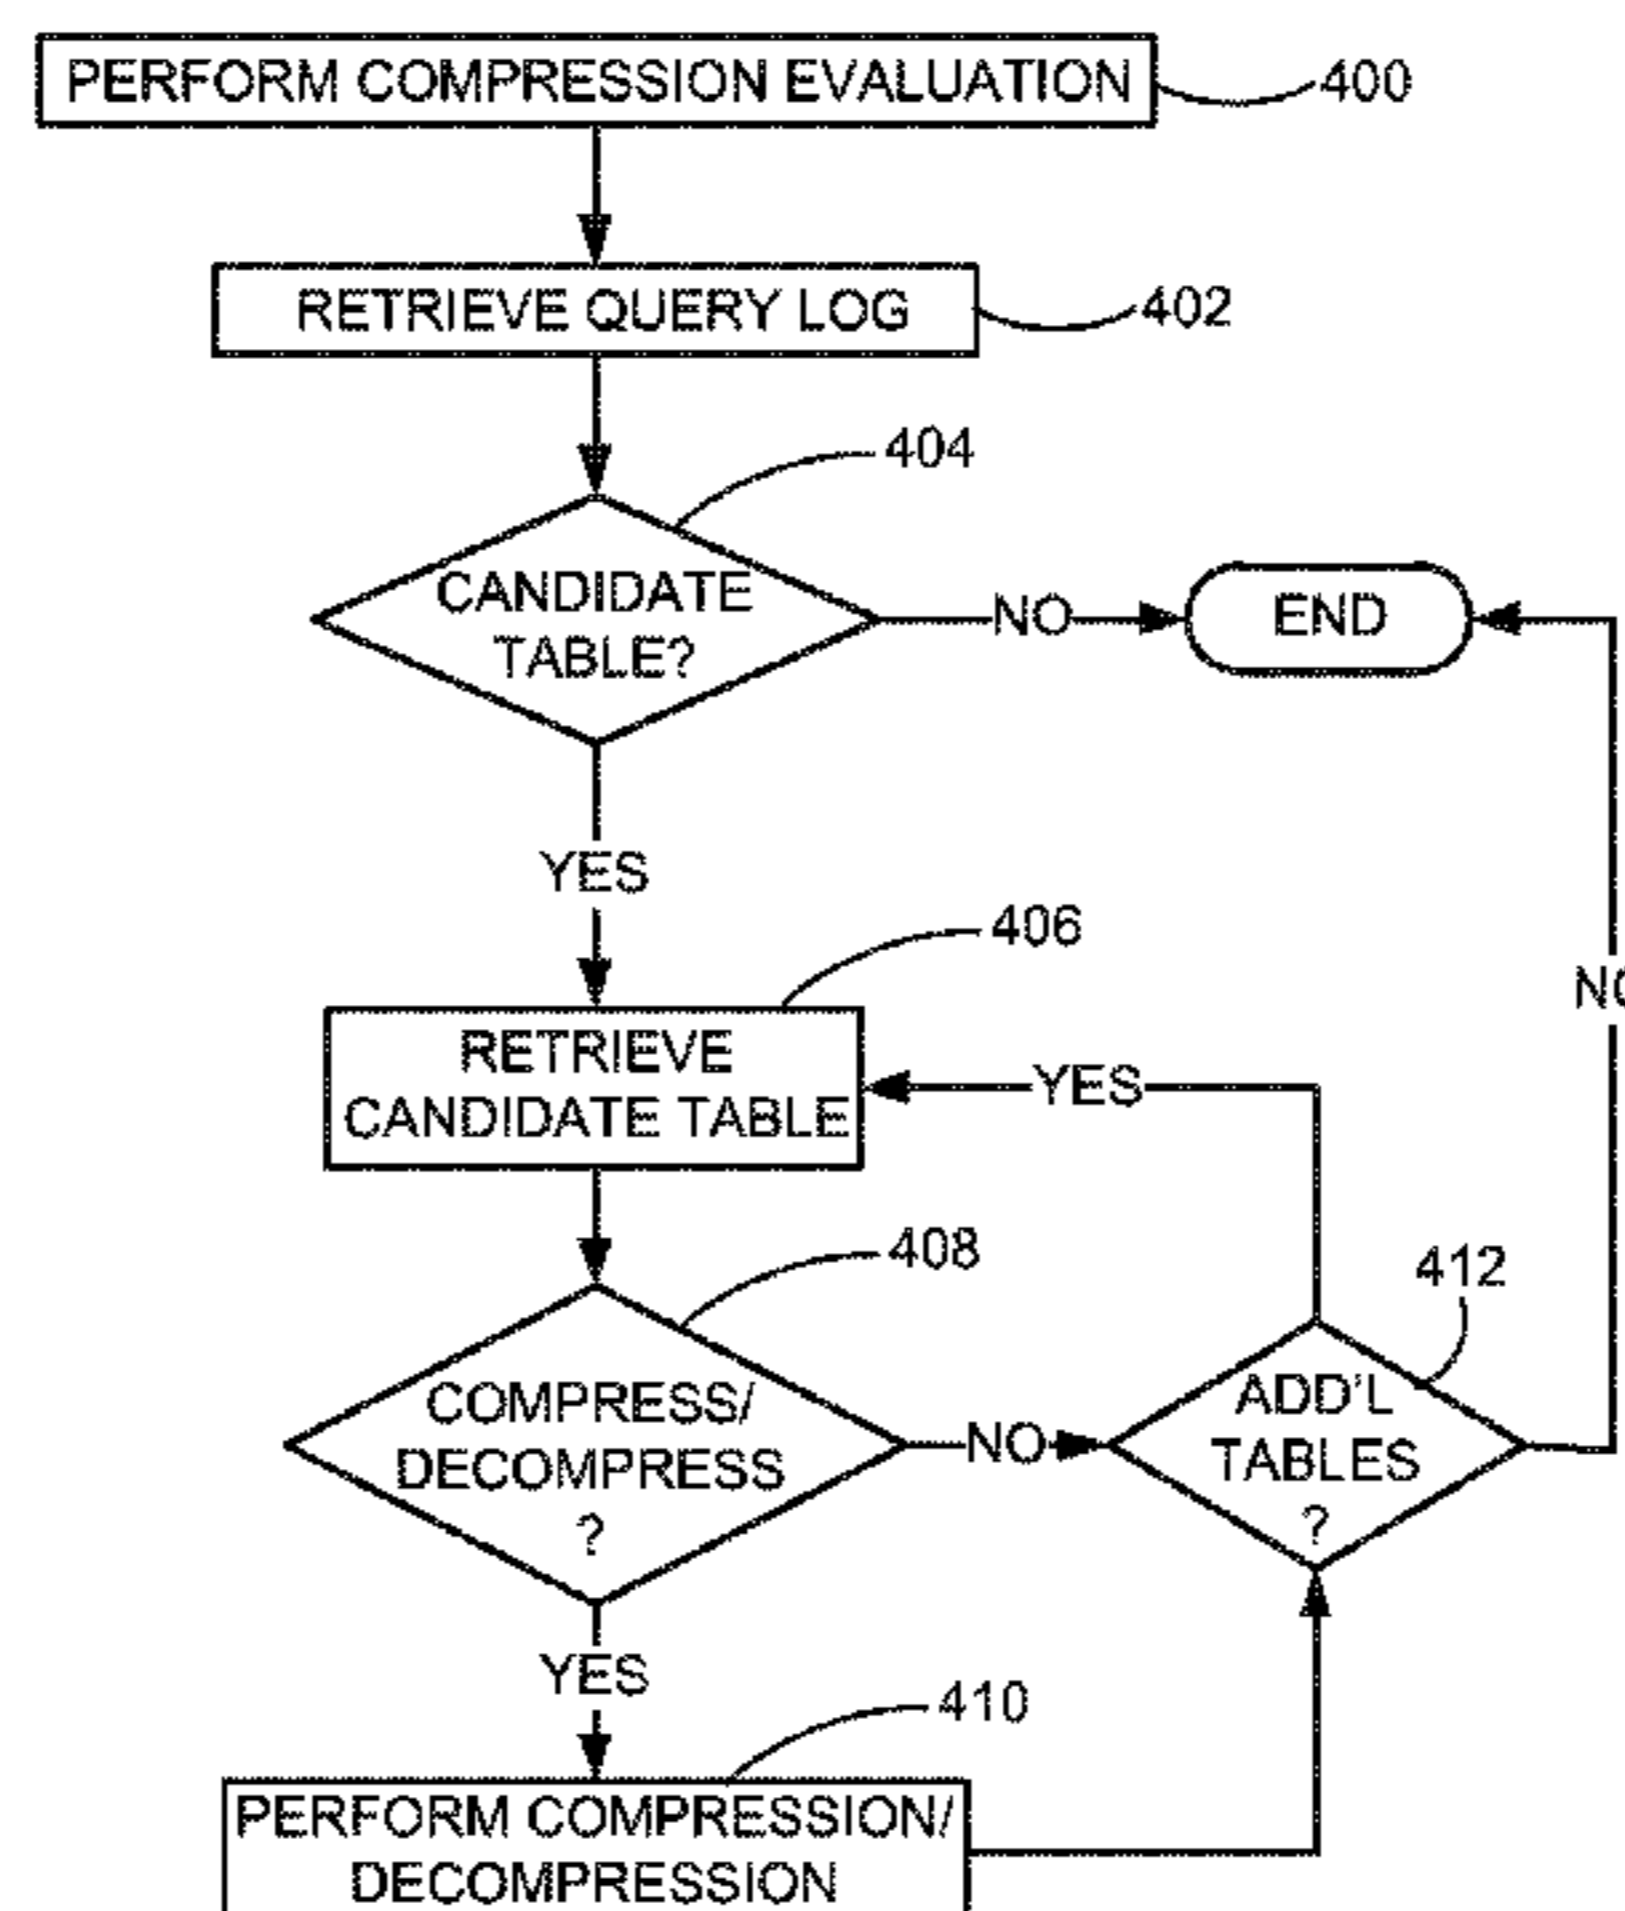 PERFORM COMPRESSION EVALUATION
400
RETRIEVE QUERY LOG
402
404
CANDIDATE
TABLE?
NO
END
YES
406
RETRIEVE
CANDIDATE TABLE
YES
NO
408
412
COMPRESS/
DECOMPRESS
?
NO
ADD'L
TABLES
?
YES
410
PERFORM COMPRESSION/
DECOMPRESSION